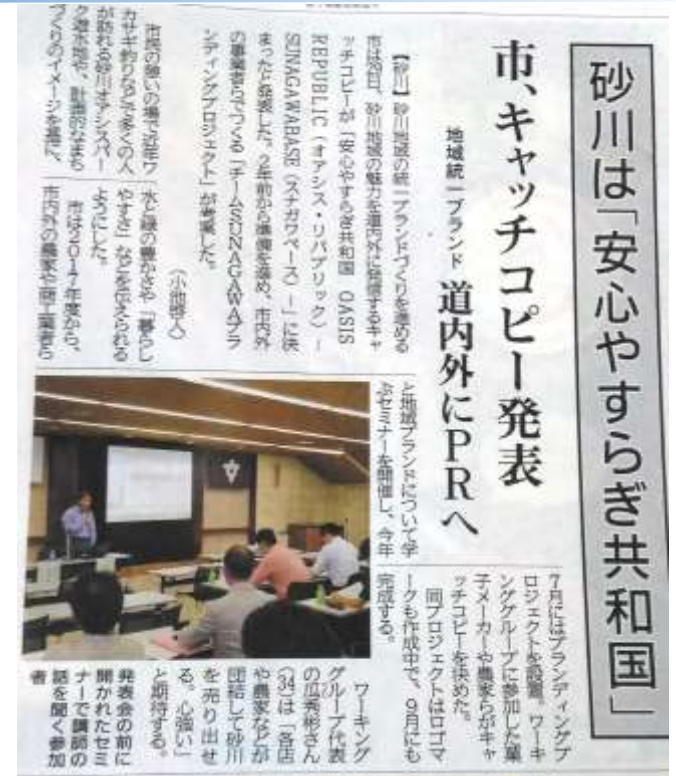 砂川は「安心やすらぎ共和国」
市、キャッチコピー発表
地域統一ブランド
道内外にPRへ
【砂川】砂川地域の統一ブランドづくりを進める
市は
日、砂川地域の魅力を道内外に発信するキャ
ッチコピーが「安心やすらぎ共和国 OASIS
REPUBLIC(オアシス・リパブリック)ー
SUNAGAWABASE(スナガワベース)ー」に決
まったと発表した。2年前から準備を進め、市内外
の事業者らでつくる「チームSUNAGAWAブラ
ンディングプロジェクト」が考案した。
(小池啓人)
市民の憩いの場で近年ワ
カサギ釣りなどで多くの人
が訪れる砂川オアシスパー
ク遊水地や、計画的なまち
づくりのイメージを基に、
「水と緑の豊かさや「暮らし
やすさ」などを伝えられる
ようにした。
市は2017年度から、
市内外の農家や商工業者ら
と地域ブランドについて学
ぶセミナーを開催し、今年
7月にはブランディングプ
ロジェクトを設置。ワーキ
ンググループに参加した菓
子メーカーや農家らがキャ
ッチコピーを決めた。
同プロジェクトはロゴマ
ークも作成中で、9月にも
完成する。
ワーキング
グループ代表
の瓜秀彬さん
(34)は「各店
や農家などが
団結して砂川
を売り出せ
る。心強い」
と期待する。
発表会の前に
開かれたセミ
ナーで講師の
話を聞く参加
者